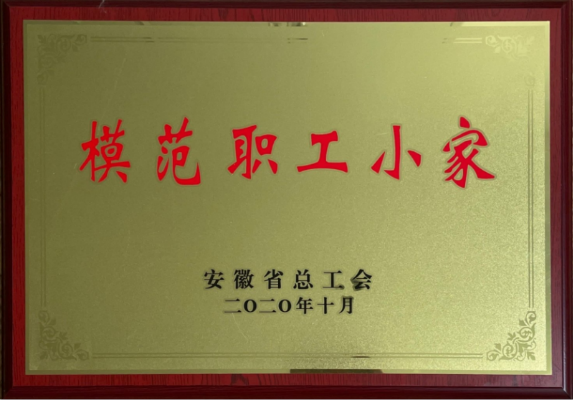 模范职工小家
安徽省总工会
二〇二〇年十月